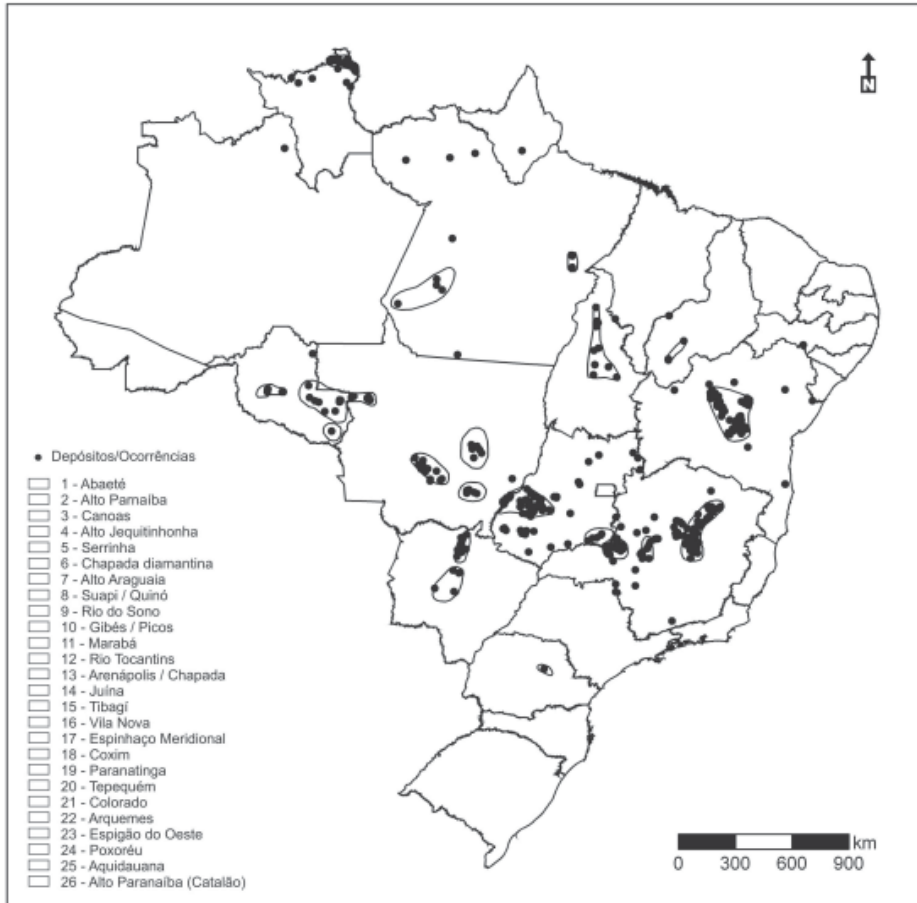 N
Depósitos/Ocorrências
1 - Abaeté
2 - Alto Parnaíba
3 - Canoas
4 - Alto Jequitinhonha
5 - Serrinha
6 - Chapada diamantina
7 - Alto Araguaia
8 - Suapi / Quinó
9 - Rio do Sono
10 - Gibés / Picos
11 - Marabá
12 - Rio Tocantins
13 - Arenápolis / Chapada
14 - Juína
15 - Tibagí
16 - Vila Nova
17 - Espinhaço Meridional
18 - Coxim
19 - Paranatinga
20 - Tepequém
21 - Colorado
22 - Arquemes
23 - Espigão do Oeste
24 - Poxoréu
25 - Aquidauana
26 - Alto Paranaíba (Catalão)
km
0 300 600 900